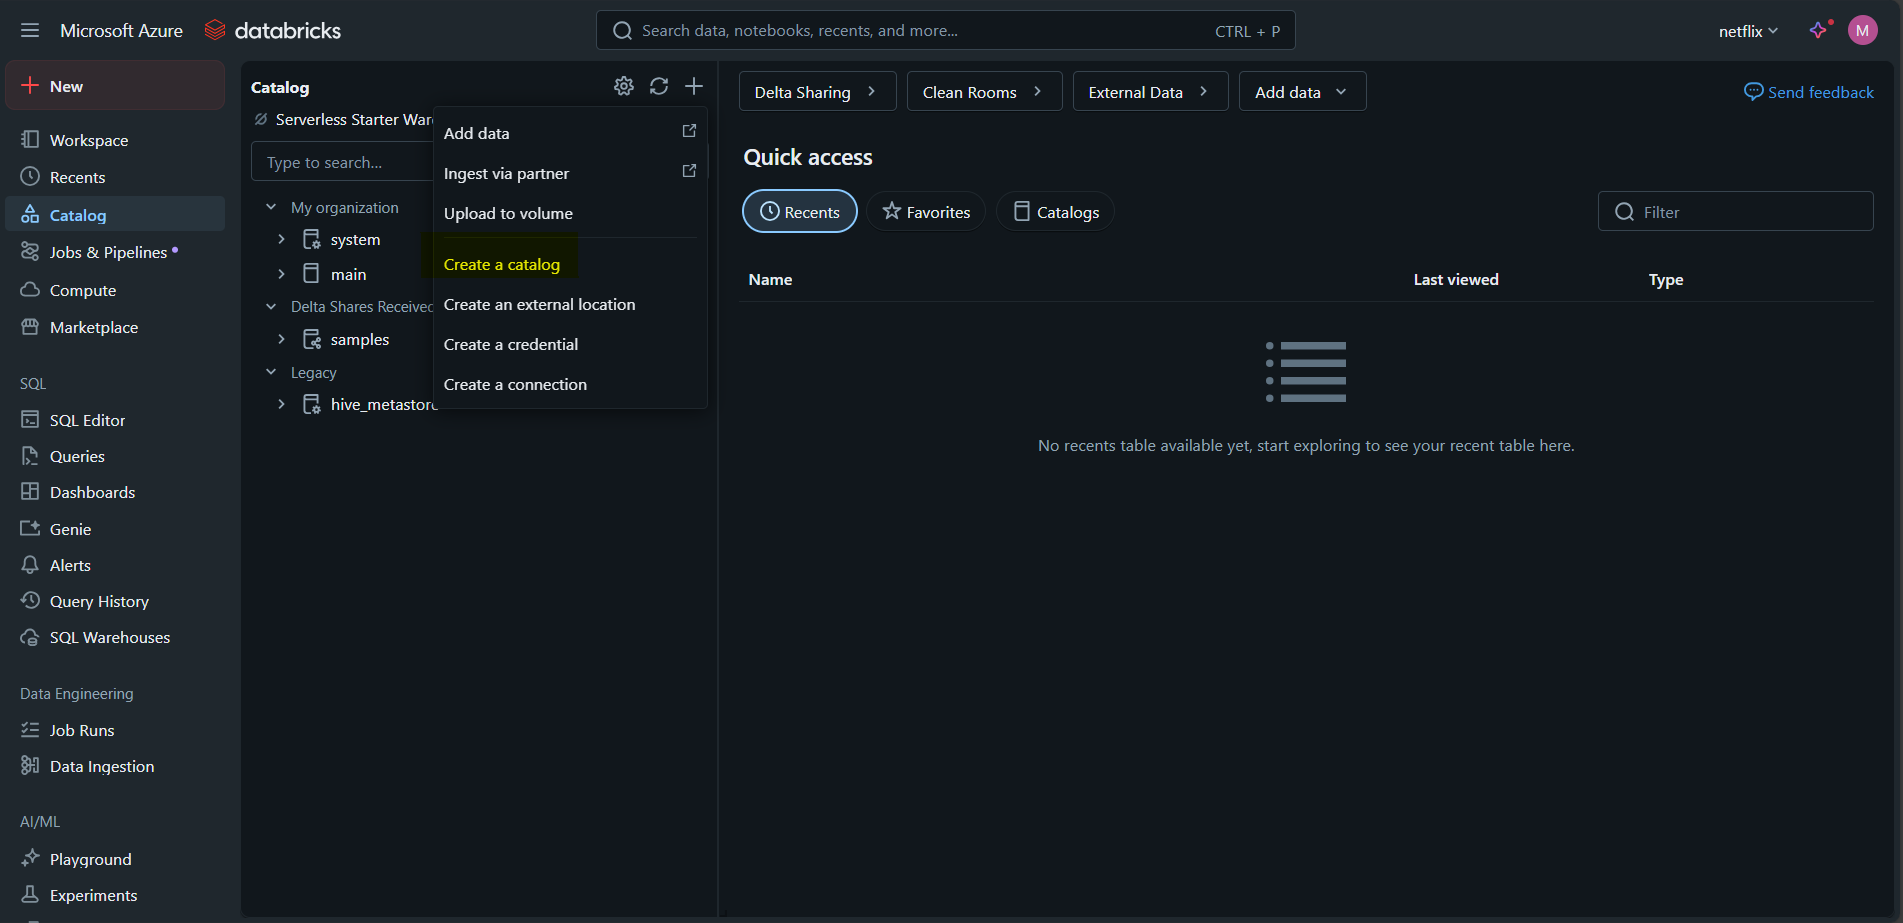 Microsoft Azure databricks
Search data, notebooks, recents, and more... CTRL + P
netflix
M
New
Workspace
Recents
Catalog
Jobs & Pipelines
Compute
Marketplace
SQL
SQL Editor
Queries
Dashboards
Genie
Alerts
Query History
SQL Warehouses
Data Engineering
Job Runs
Data Ingestion
AI/ML
Playground
Experiments
Catalog
Serverless Starter Ware
Type to search...
My organization
system
main
Delta Shares Received
samples
Legacy
hive_metastore
Add data
Ingest via partner
Upload to volume
Create a catalog
Create an external location
Create a credential
Create a connection
Delta Sharing
Clean Rooms
External Data
Add data
Send feedback
Quick access
Recents
Favorites
Catalogs
Filter
Name Last viewed Type
No recents table available yet, start exploring to see your recent table here.